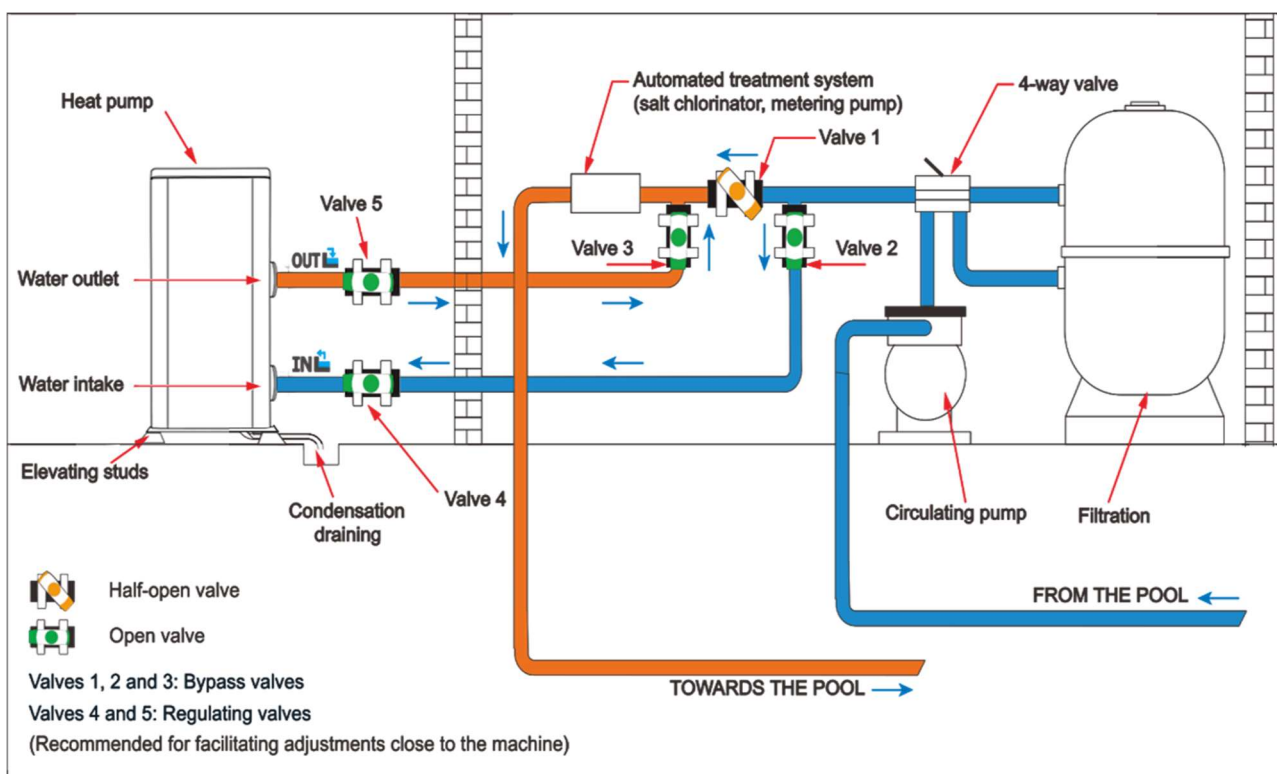 Heat pump
Automated treatment system
(salt chlorinator, metering pump)
4-way valve
Valve 1
Valve 5
OUT
Valve 3
Valve 2
Water outlet
IN
Water intake
Elevating studs
Condensation
draining
Valve 4
Circulating pump
Filtration
Half-open valve
FROM THE POOL
Open valve
Valves 1, 2 and 3: Bypass valves
TOWARDS THE POOL
Valves 4 and 5: Regulating valves
(Recommended for facilitating adjustments close to the machine)